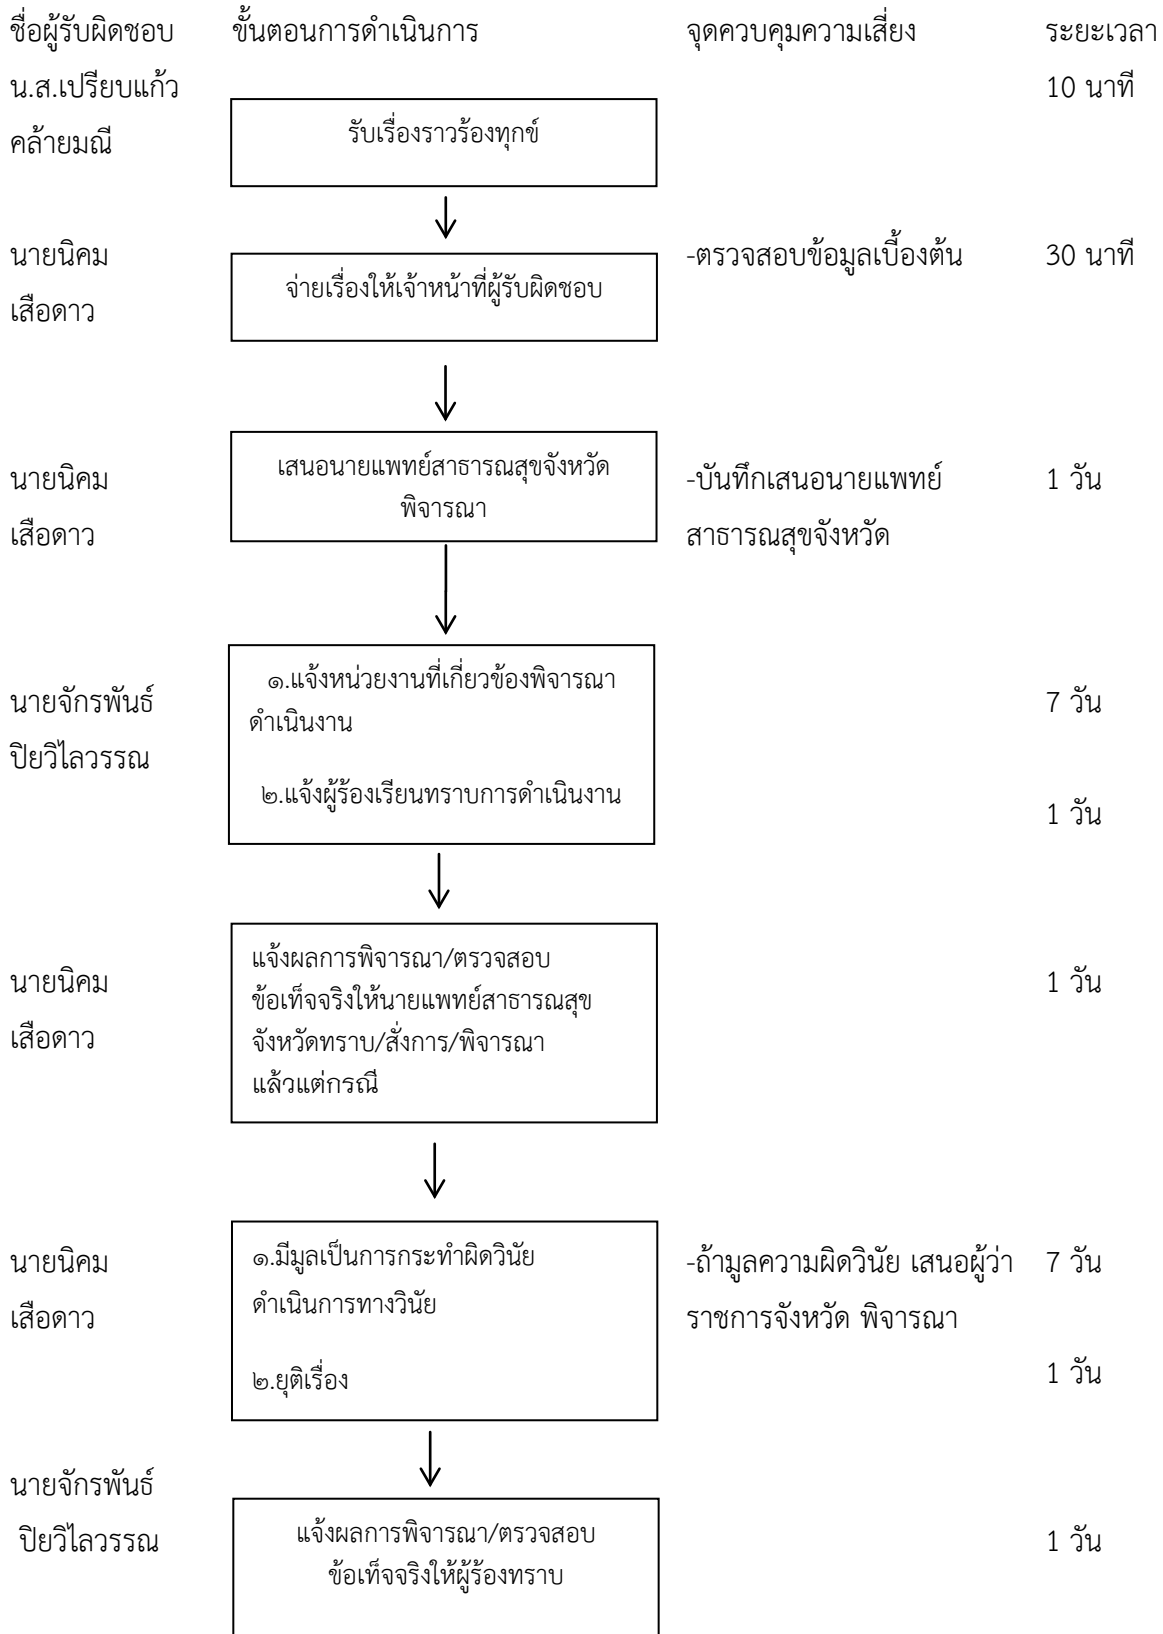 ชื่อผู้รับผิดชอบ ขั้นตอนการดำเนินการ จุดควบคุมความเสี่ยง ระยะเวลา
น.ส.เปรียบแก้ว 10 นาที
คล้ายมณี รับเรื่องราวร้องทุกข์
นายนิคม -ตรวจสอบข้อมูลเบี้องต้น 30 นาที
เสือดาว จ่ายเรื่องให้เจ้าหน้าที่ผู้รับผิดชอบ
เสนอนายแพทย์สาธารณสุขจังหวัด
นายนิคม -บันทึกเสนอนายแพทย์ 1 วัน
พิจารณา
เสือดาว สาธารณสุขจังหวัด
๑.แจ้งหน่วยงานที่เกี่ยวข้องพิจารณา
นายจักรพันธ์ 7 วัน
ดำเนินงาน
ปิยวิไลวรรณ
๒.แจ้งผู้ร้องเรียนทราบการดำเนินงาน
1 วัน
แจ้งผลการพิจารณา/ตรวจสอบ
นายนิคม 1 วัน
ข้อเท็จจริงให้นายแพทย์สาธารณสุข
เสือดาว จังหวัดทราบ/สั่งการ/พิจารณา
แล้วแต่กรณี
นายนิคม ๑.มีมูลเป็นการกระทำผิดวินัย -ถ้ามูลความผิดวินัย เสนอผู้ว่า 7 วัน
เสือดาว ดำเนินการทางวินัย ราชการจังหวัด พิจารณา
๒.ยุติเรื่อง 1 วัน
นายจักรพันธ์
ปิยวิไลวรรณ แจ้งผลการพิจารณา/ตรวจสอบ 1 วัน
ข้อเท็จจริงให้ผู้ร้องทราบ